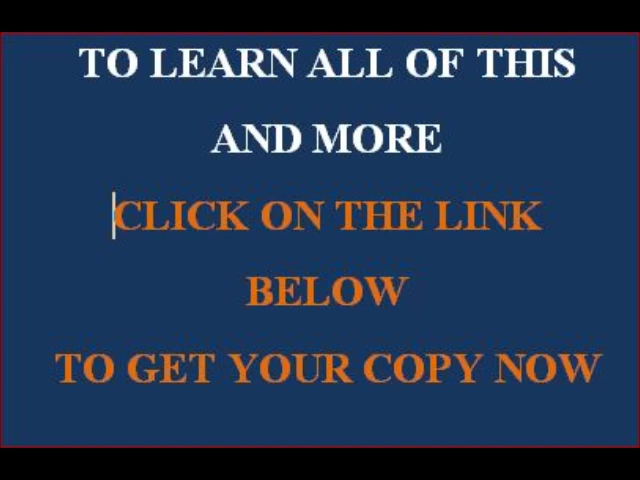 TO LEARN ALL OF THIS
AND MORE
CLICK ON THE LINK
BELOW
TO GET YOUR COPY NOW